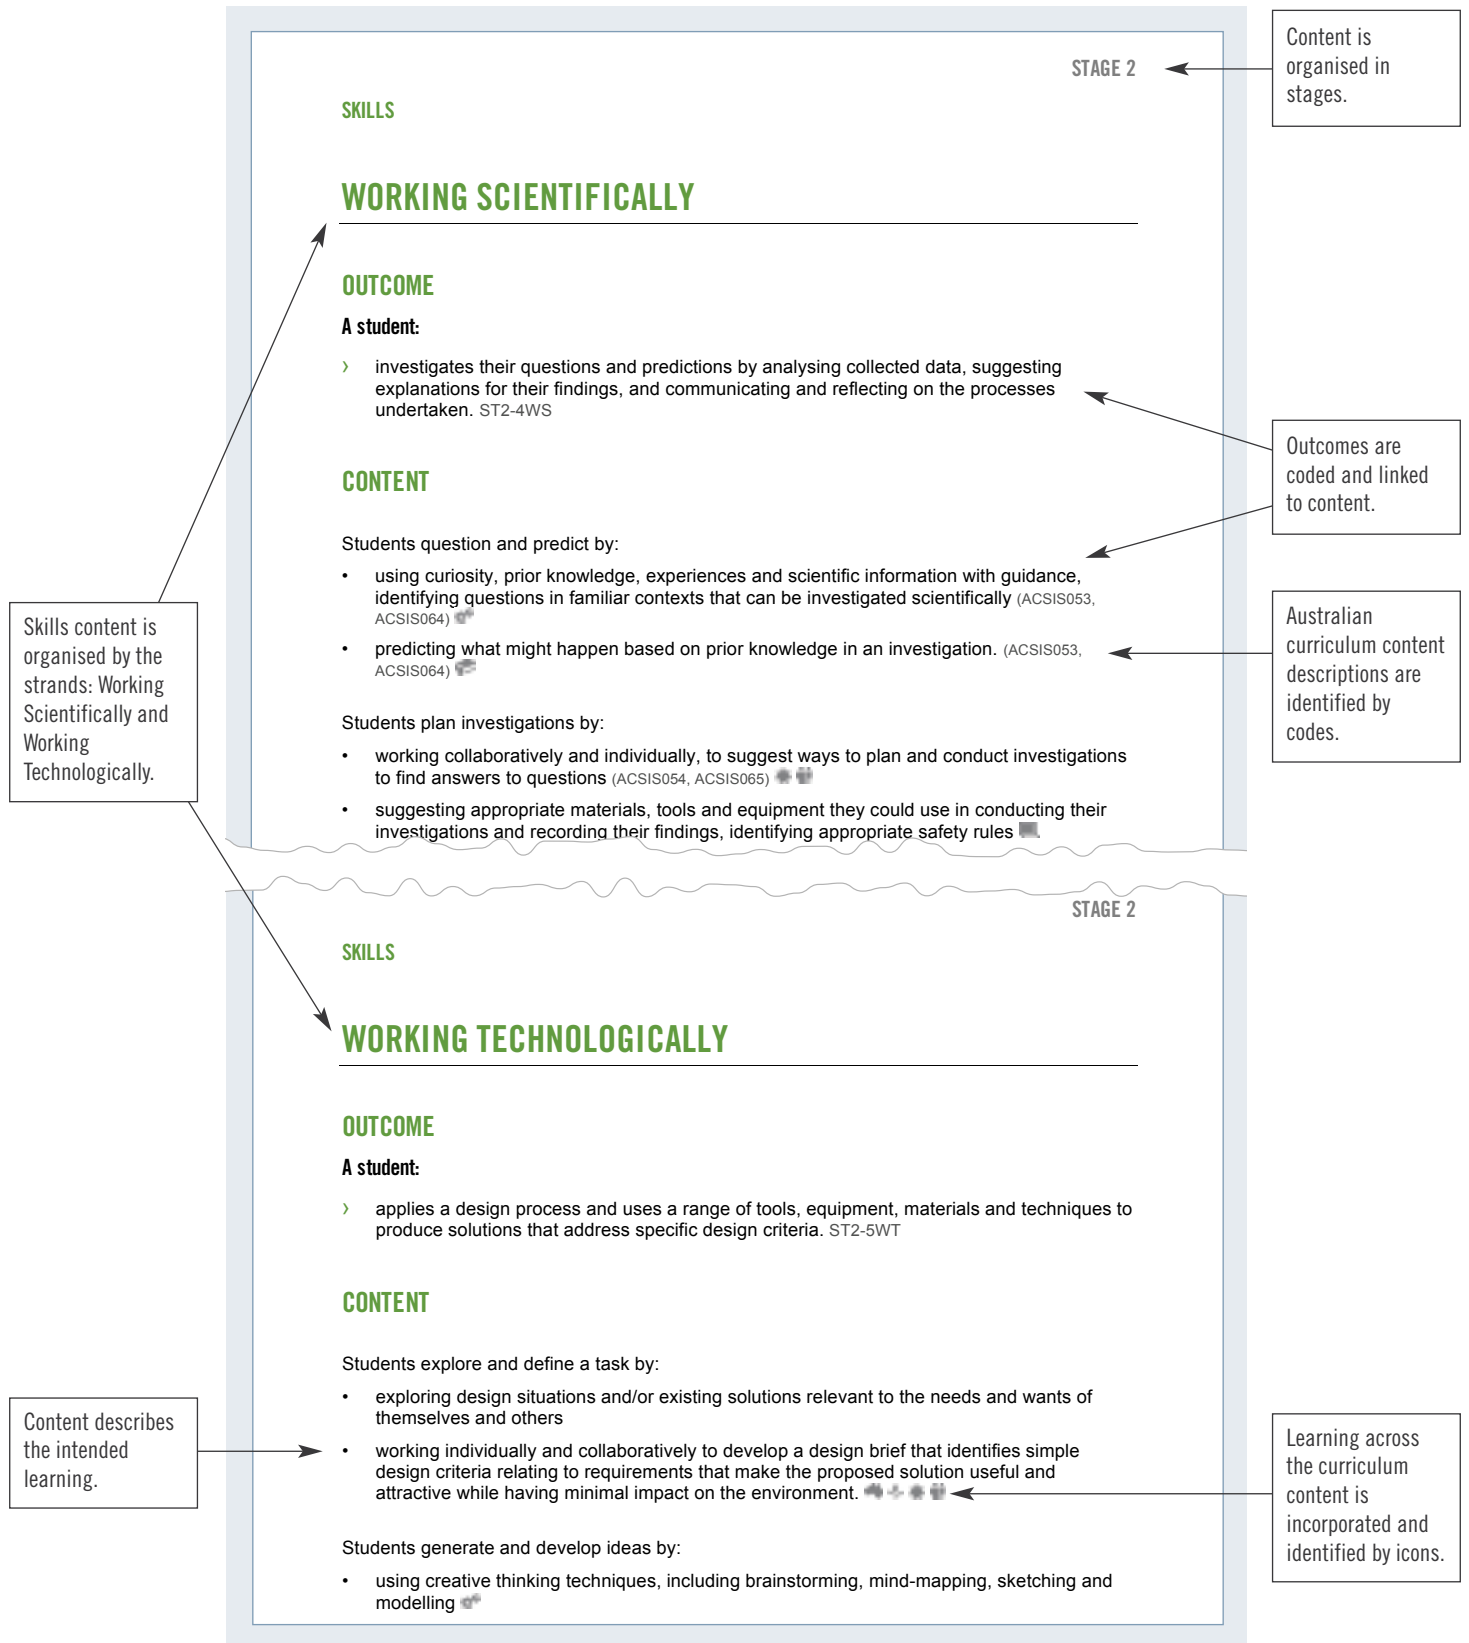 STAGE 2
SKILLS
WORKING SCIENTIFICALLY
OUTCOME
A student:
› investigates their questions and predictions by analysing collected data, suggesting
explanations for their findings, and communicating and reflecting on the processes
undertaken. ST2-4WS
CONTENT
Students question and predict by:
• using curiosity, prior knowledge, experiences and scientific information with guidance,
identifying questions in familiar contexts that can be investigated scientifically (ACSIS053,
ACSIS064)
• predicting what might happen based on prior knowledge in an investigation. (ACSIS053,
ACSIS064)
Students plan investigations by:
• working collaboratively and individually, to suggest ways to plan and conduct investigations
to find answers to questions (ACSIS054, ACSIS065)
• suggesting appropriate materials, tools and equipment they could use in conducting their
investigations and recording their findings, identifying appropriate safety rules
STAGE 2
SKILLS
WORKING TECHNOLOGICALLY
OUTCOME
A student:
› applies a design process and uses a range of tools, equipment, materials and techniques to
produce solutions that address specific design criteria. ST2-5WT
CONTENT
Students explore and define a task by:
• exploring design situations and/or existing solutions relevant to the needs and wants of
themselves and others
• working individually and collaboratively to develop a design brief that identifies simple
design criteria relating to requirements that make the proposed solution useful and
attractive while having minimal impact on the environment.
Students generate and develop ideas by:
• using creative thinking techniques, including brainstorming, mind-mapping, sketching and
modelling
Content is
organised in
stages.
Outcomes are
coded and linked
to content.
Australian
curriculum content
descriptions are
identified by
codes.
Skills content is
organised by the
strands: Working
Scientifically and
Working
Technologically.
Content describes
the intended
learning.
Learning across
the curriculum
content is
incorporated and
identified by icons.